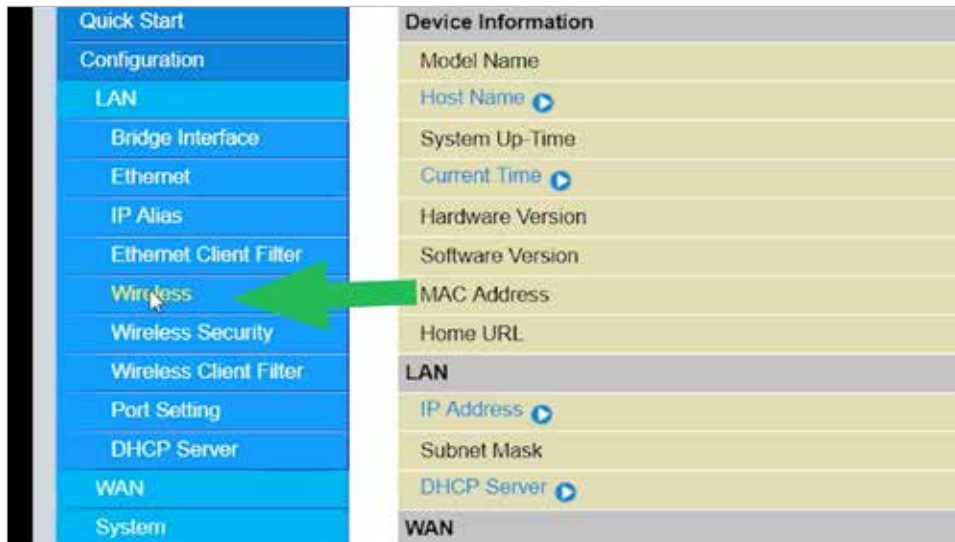 Quick Start
Configuration
LAN
Bridge Interface
Ethernet
IP Alias
Ethernet Client Filter
Wireless
Wireless Security
Wireless Client Filter
Port Setting
DHCP Server
WAN
System
Device Information
Model Name
Host Name
System Up-Time
Current Time
Hardware Version
Software Version
MAC Address
Home URL
LAN
IP Address
Subnet Mask
DHCP Server
WAN